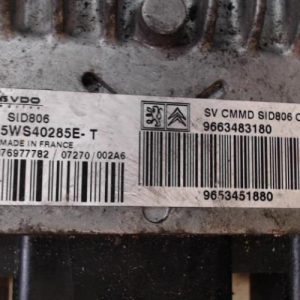 VDO
SID806
5WS40285E-T
MADE IN FRANCE
76977782 / 07270 / 002A6
SV CMMD SID806 C
9663483180
9653451880